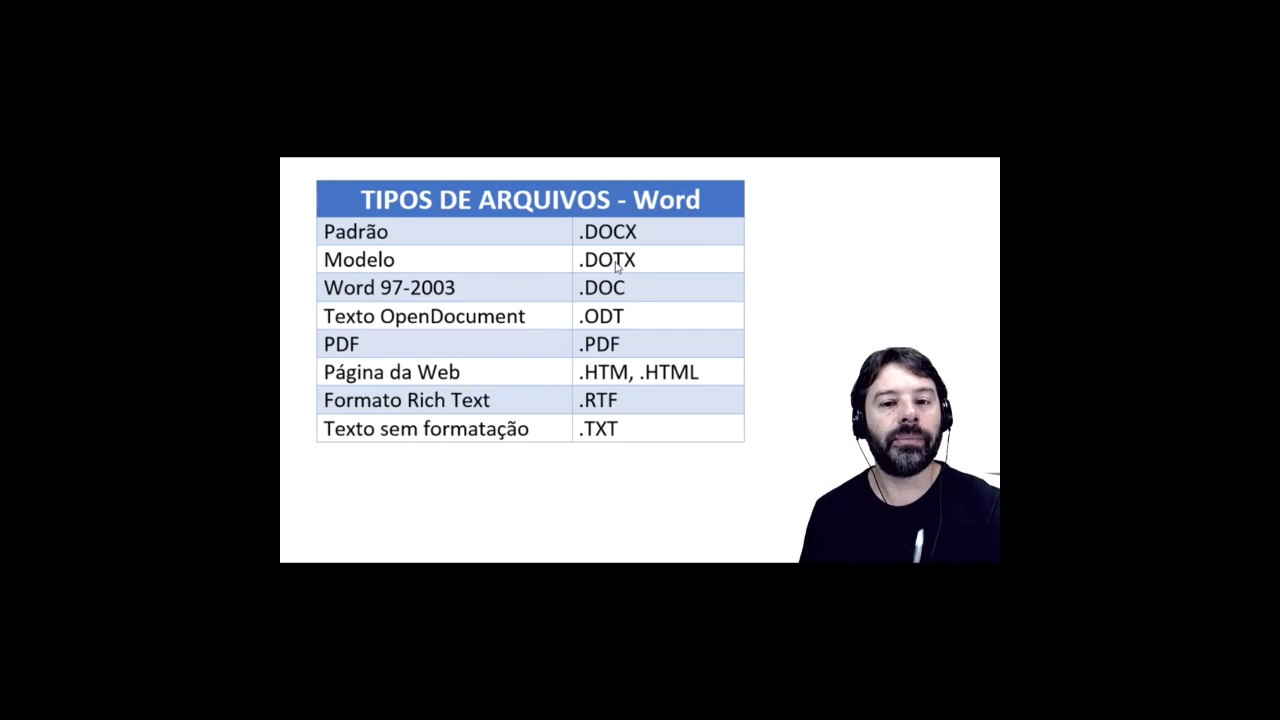 TIPOS DE ARQUIVOS - Word
Padrão .DOCX
Modelo .DOTX
Word 97-2003 .DOC
Texto OpenDocument .ODT
PDF .PDF
Página da Web .HTM, .HTML
Formato Rich Text .RTF
Texto sem formatação .TXT